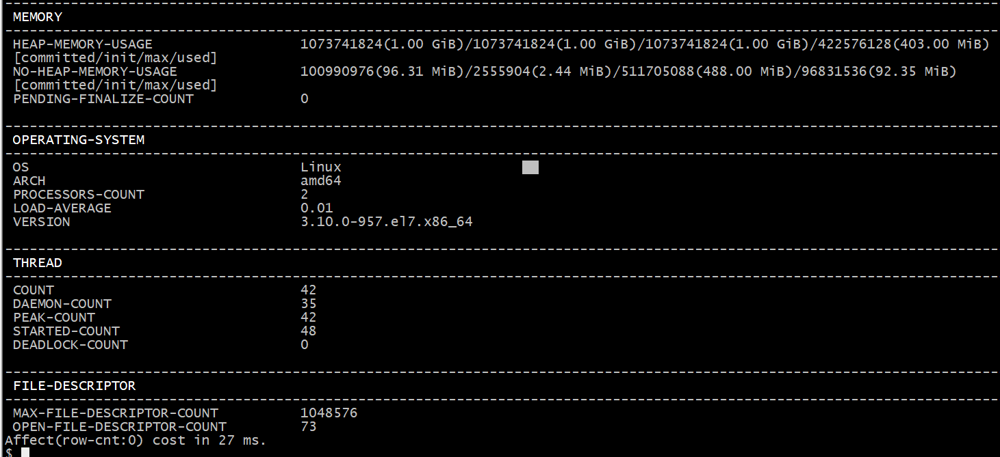 MEMORY
HEAP-MEMORY-USAGE 1073741824(1.00 GiB)/1073741824(1.00 GiB)/1073741824(1.00 GiB)/422576128(403.00 MiB)
[committed/init/max/used]
NO-HEAP-MEMORY-USAGE 100990976(96.31 MiB)/2555904(2.44 MiB)/511705088(488.00 MiB)/96831536(92.35 MiB)
[committed/init/max/used]
PENDING-FINALIZE-COUNT 0
OPERATING-SYSTEM
OS Linux
ARCH amd64
PROCESSORS-COUNT 2
LOAD-AVERAGE 0.01
VERSION 3.10.0-957.el7.x86_64
THREAD
COUNT 42
DAEMON-COUNT 35
PEAK-COUNT 42
STARTED-COUNT 48
DEADLOCK-COUNT 0
FILE-DESCRIPTOR
MAX-FILE-DESCRIPTOR-COUNT 1048576
OPEN-FILE-DESCRIPTOR-COUNT 73
Affect(row-cnt:0) cost in 27 ms.
$